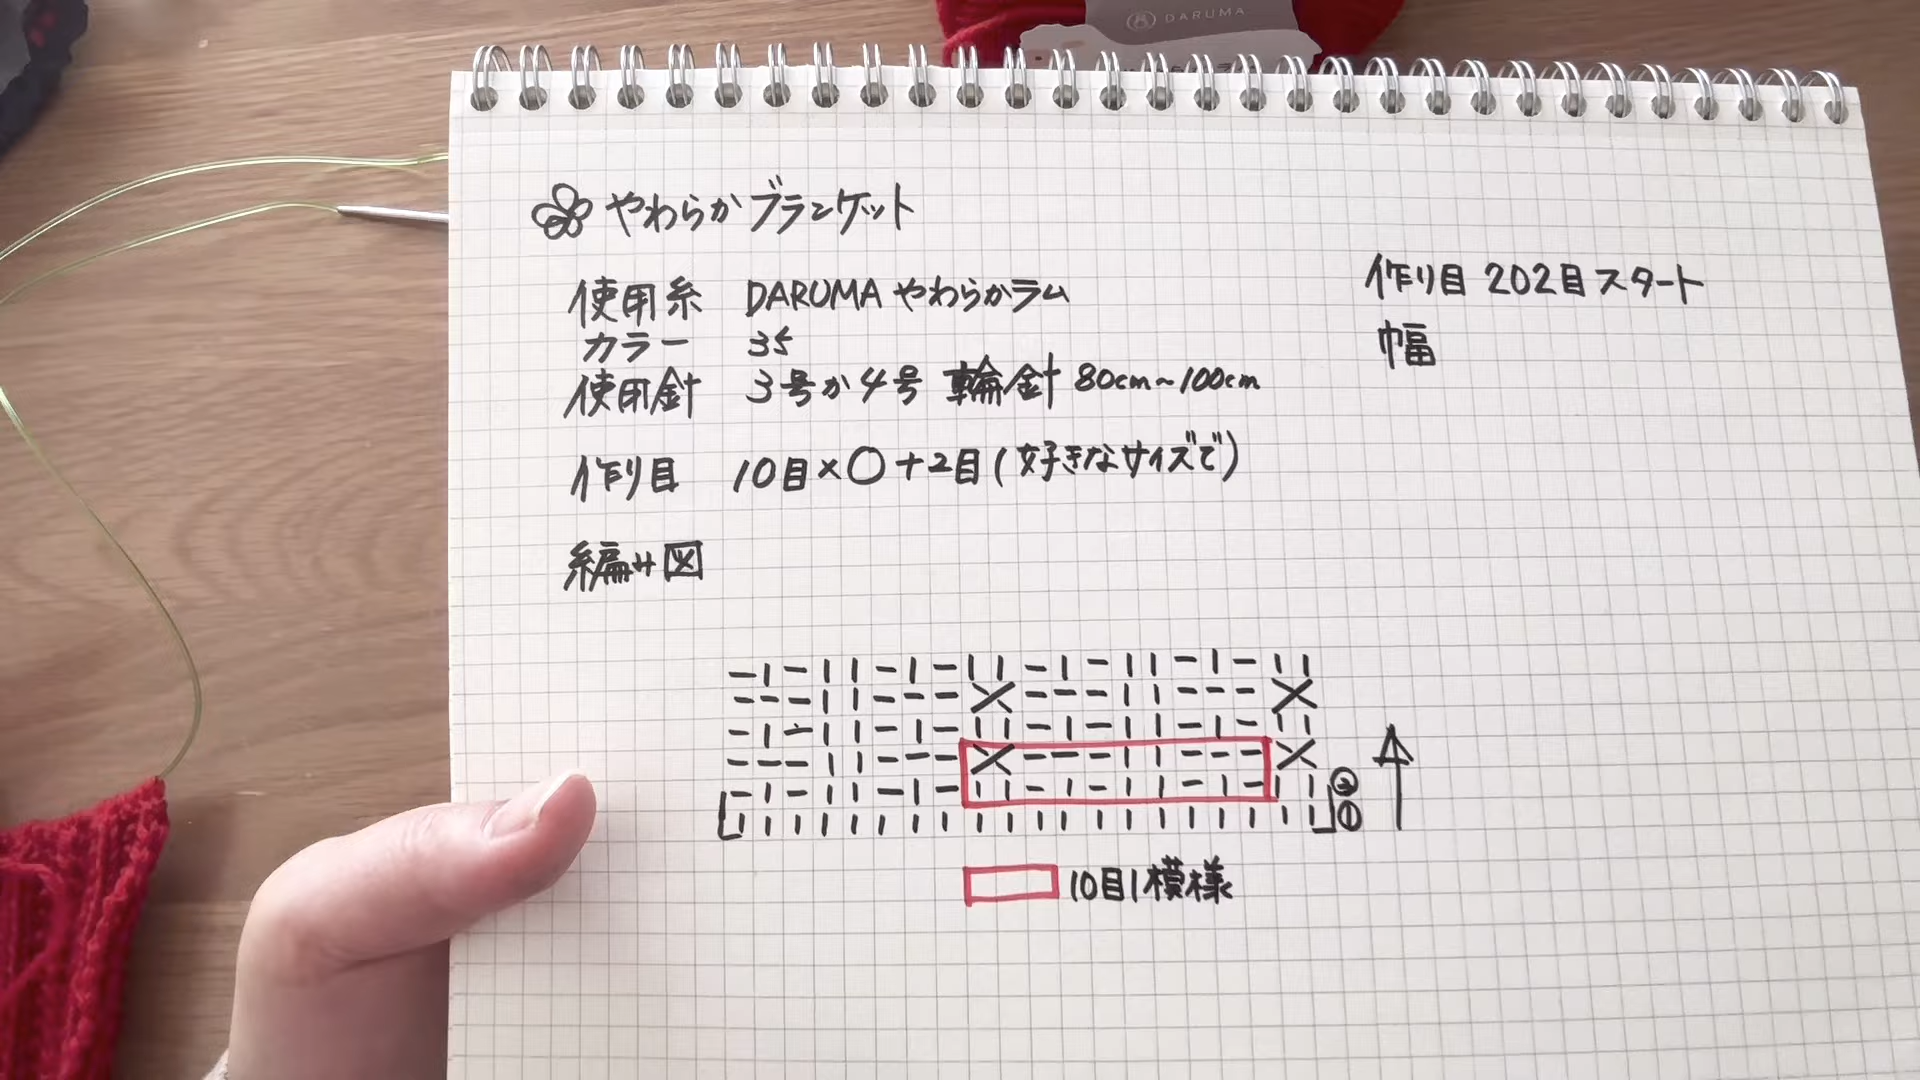 DARUMA
やわらかブランケット
使用糸 DARUMA やわらかラム
カラー 35
使用針 3号か4号 輪針 80cm~100cm
作り目 10目×○+2目(好きなサイズで)
編み図
作り目 202目スタート
幅
②
①
10目1模様